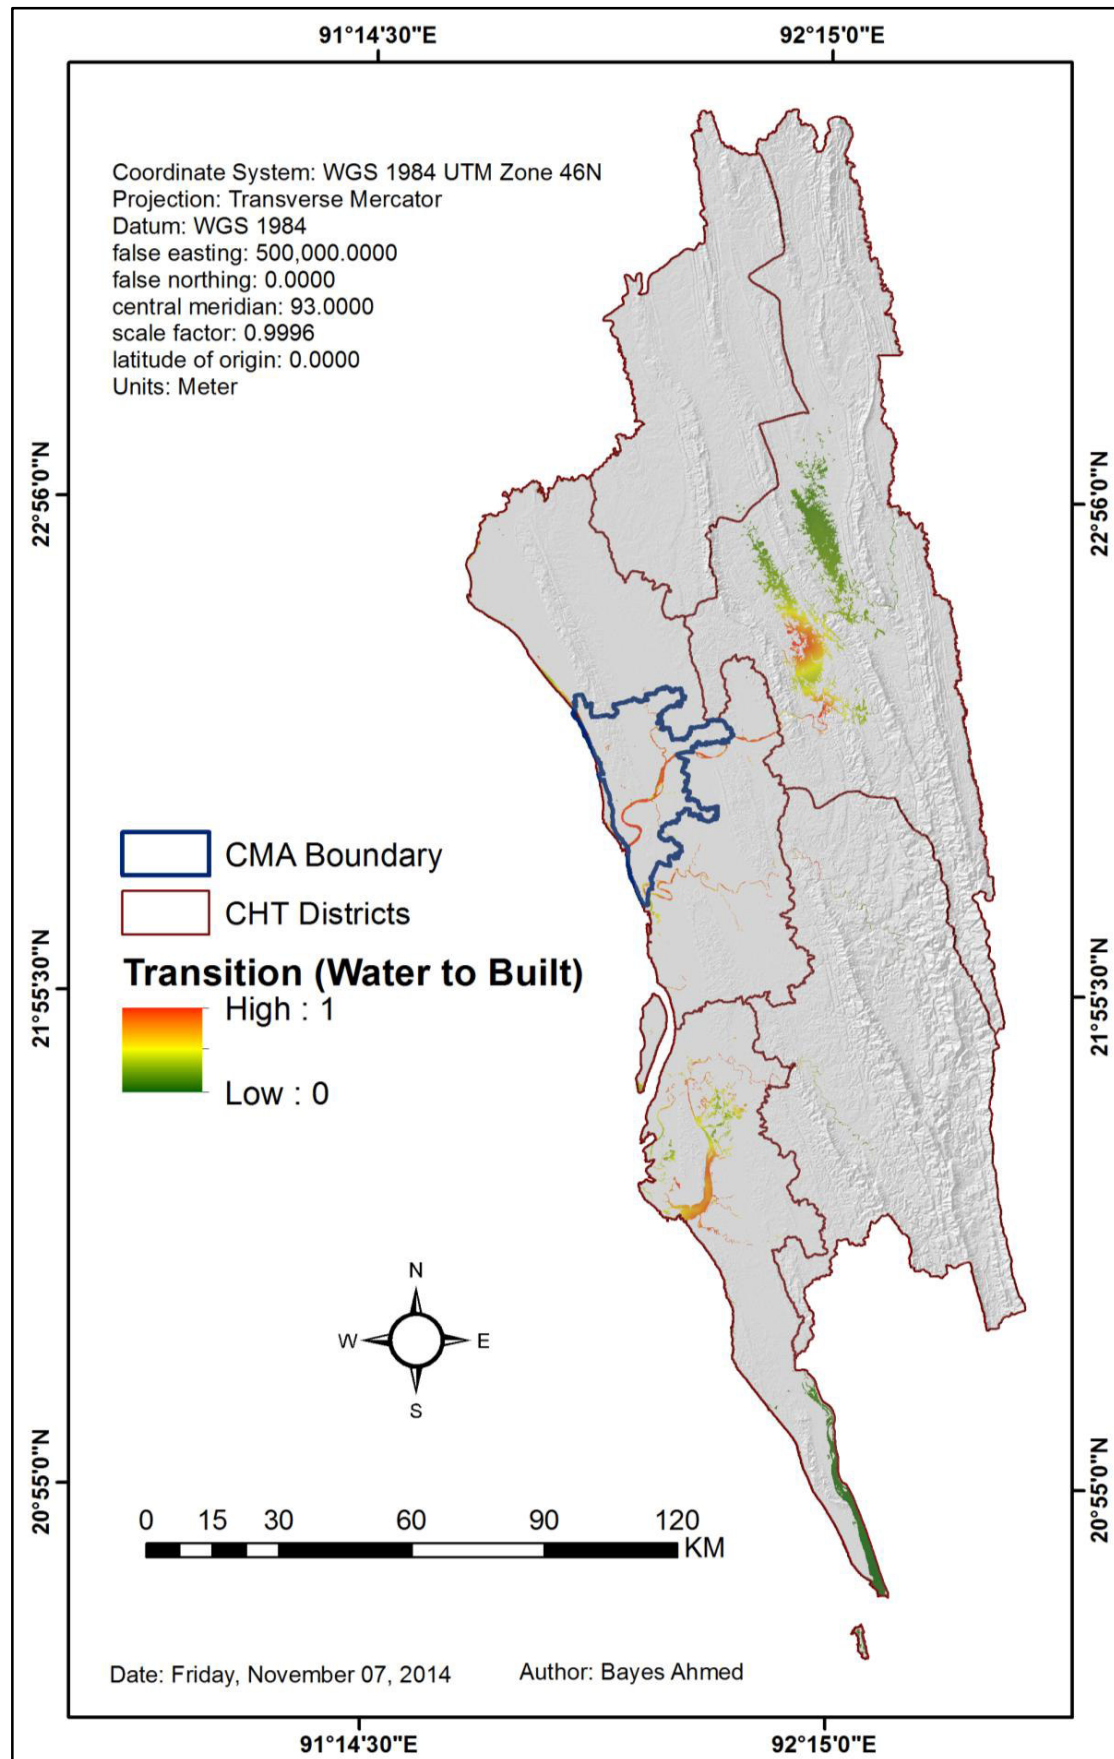 91°14'30"E 92°15'0"E
Coordinate System: WGS 1984 UTM Zone 46N
Projection: Transverse Mercator
Datum: WGS 1984
false easting: 500,000.0000
false northing: 0.0000
central meridian: 93.0000
scale factor: 0.9996
latitude of origin: 0.0000
Units: Meter
22°56'0"N 22°56'0"N
CMA Boundary
CHT Districts
Transition (Water to Built)
High : 1
Low : 0
21°55'30"N 21°55'30"N
N
W E
S
20°55'0"N 20°55'0"N
0 15 30 60 90 120
KM
Date: Friday, November 07, 2014 Author: Bayes Ahmed
91°14'30"E 92°15'0"E